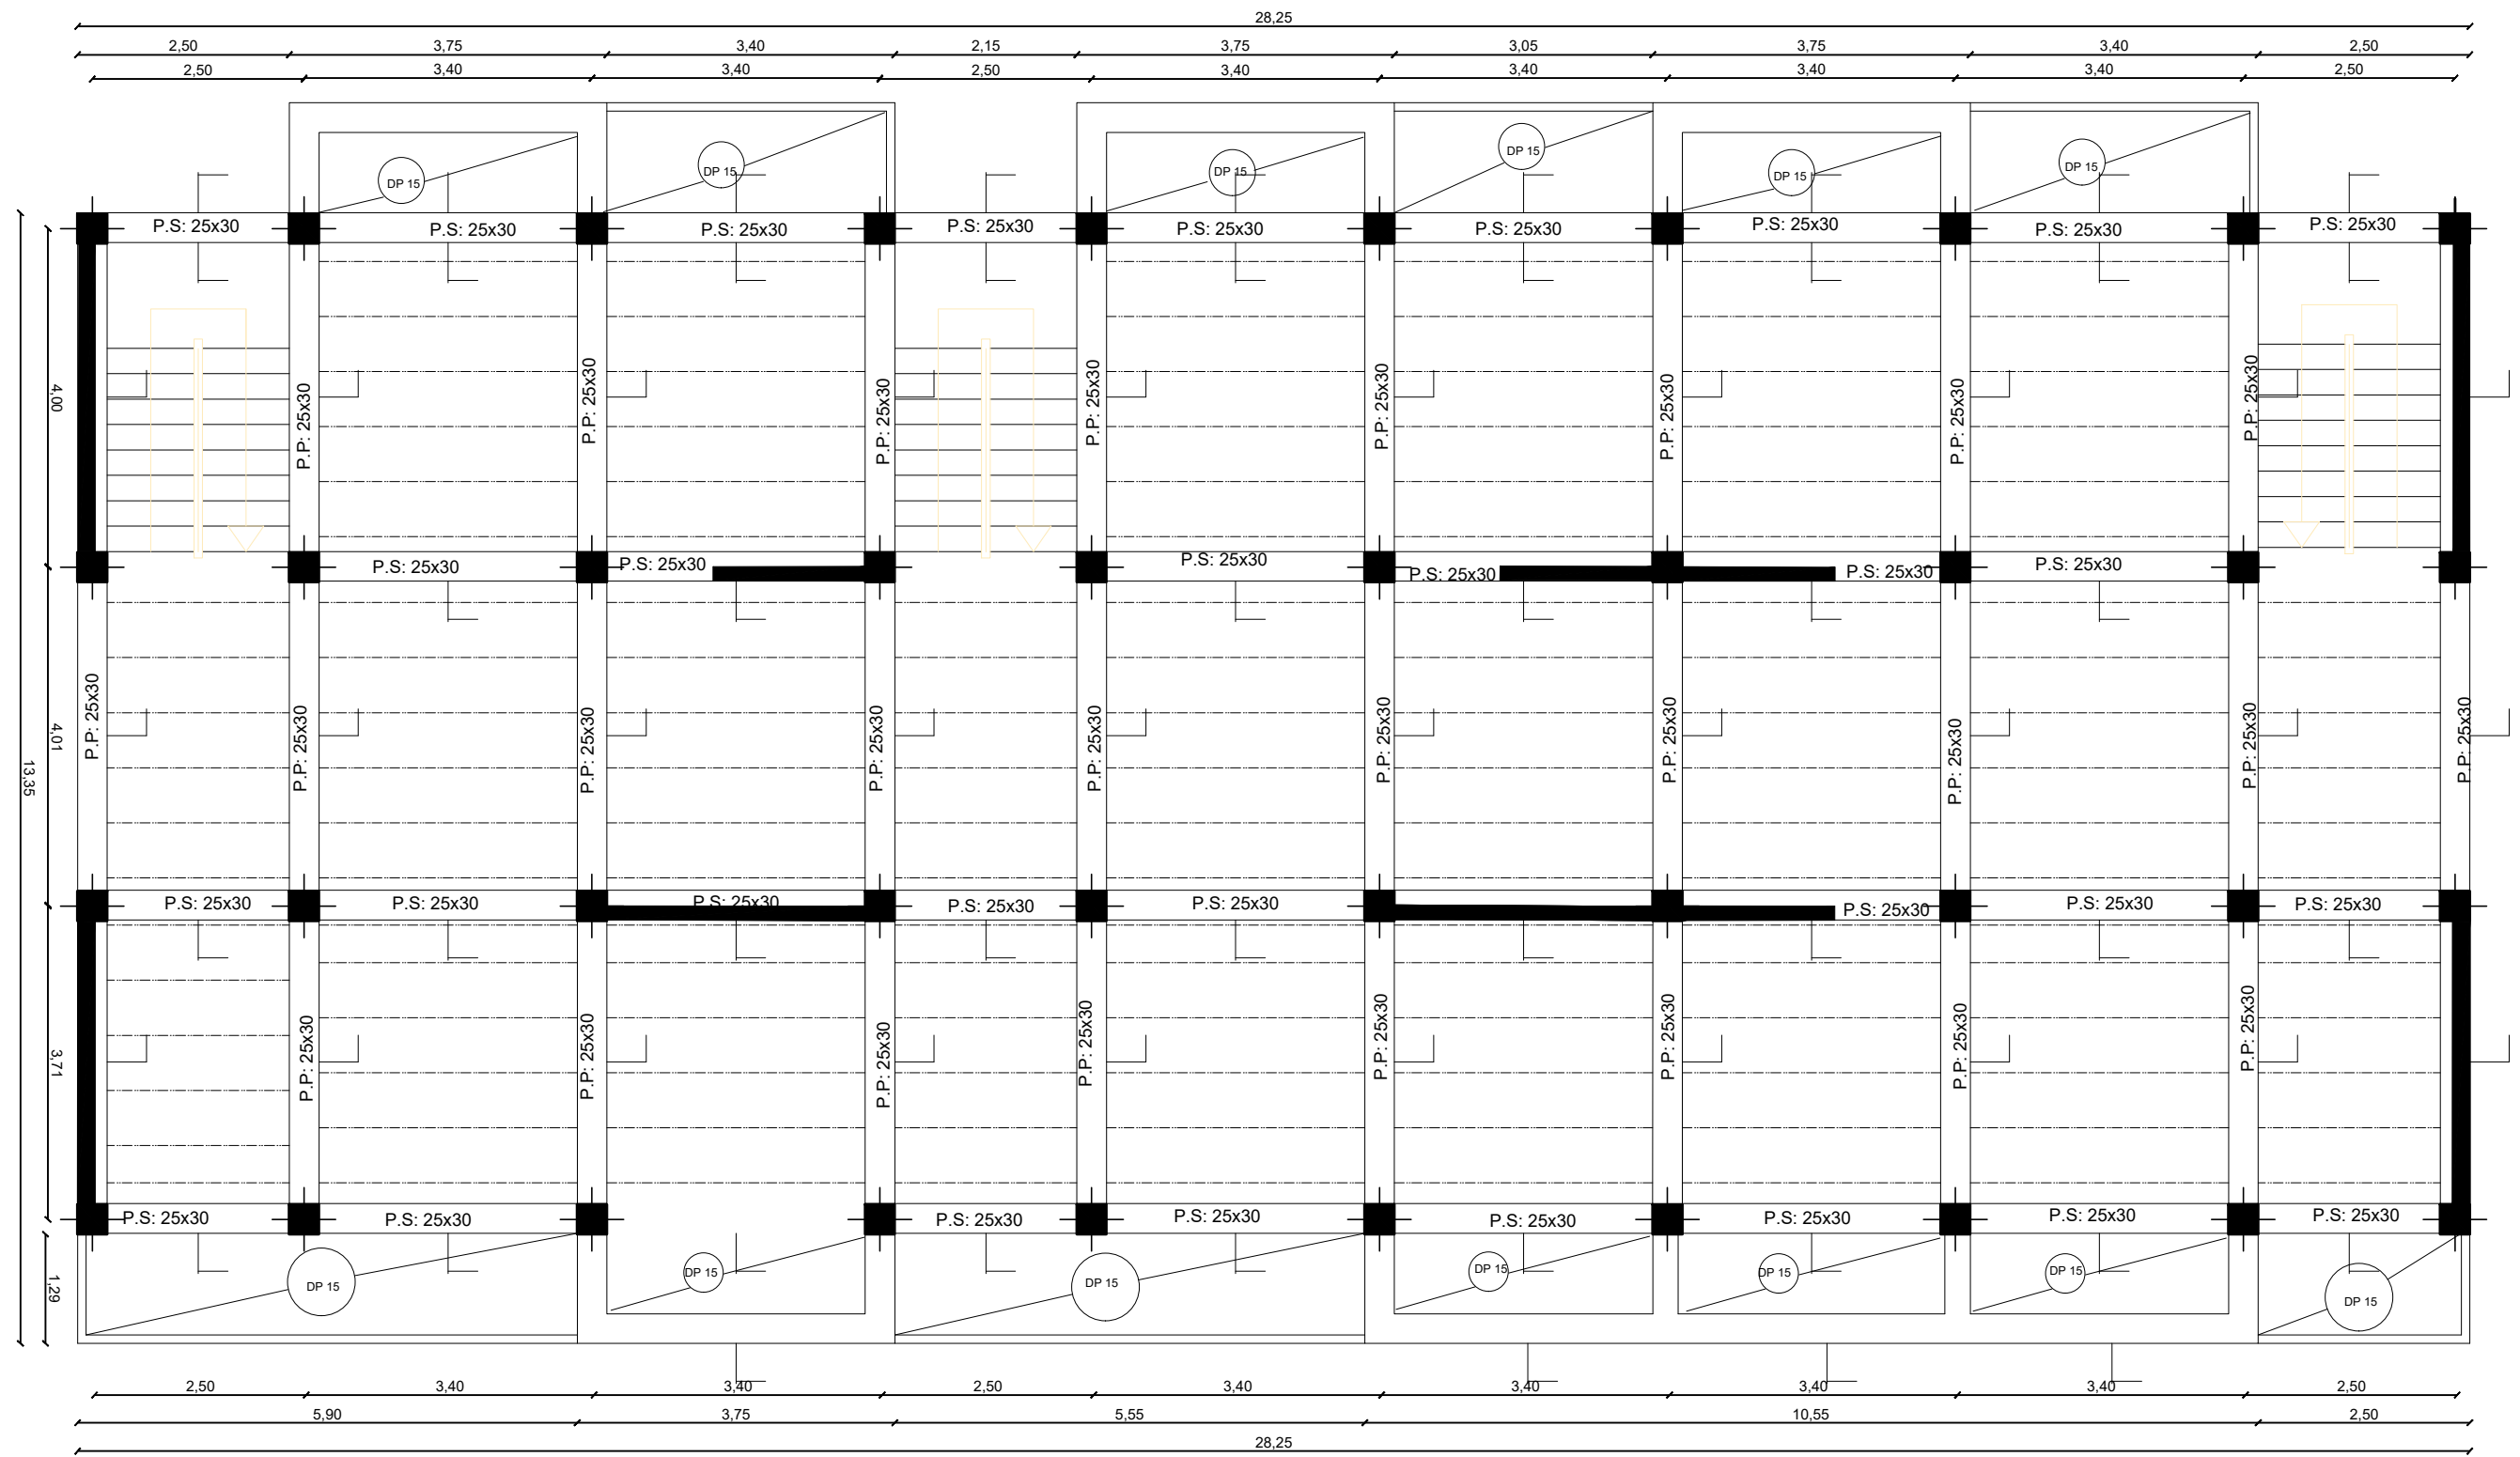 28,25
2,50 3,75 3,40 2,15 3,75 3,05 3,75 3,40 2,50
2,50 3,40 3,40 2,50 3,40 3,40 3,40 3,40 2,50
DP 15 DP 15 DP 15 DP 15 DP 15 DP 15
P.S: 25x30 P.S: 25x30 P.S: 25x30 P.S: 25x30 P.S: 25x30 P.S: 25x30 P.S: 25x30 P.S: 25x30 P.S: 25x30
4,00
P.P: 25x30 P.P: 25x30 P.P: 25x30 P.P: 25x30 P.P: 25x30 P.P: 25x30 P.P: 25x30 P.P: 25x30
P.S: 25x30 P.S: 25x30 P.S: 25x30 P.S: 25x30 P.S: 25x30 P.S: 25x30
13,35
4,01
P.P: 25x30 P.P: 25x30 P.P: 25x30 P.P: 25x30 P.P: 25x30 P.P: 25x30 P.P: 25x30 P.P: 25x30 P.P: 25x30 P.P: 25x30
P.S: 25x30 P.S: 25x30 P.S: 25x30 P.S: 25x30 P.S: 25x30 P.S: 25x30 P.S: 25x30 P.S: 25x30
3,71
P.P: 25x30 P.P: 25x30 P.P: 25x30 P.P: 25x30 P.P: 25x30 P.P: 25x30 P.P: 25x30 P.P: 25x30
P.S: 25x30 P.S: 25x30 P.S: 25x30 P.S: 25x30 P.S: 25x30 P.S: 25x30 P.S: 25x30 P.S: 25x30
1,29
DP 15 DP 15 DP 15 DP 15 DP 15 DP 15 DP 15
2,50 3,40 3,40 2,50 3,40 3,40 3,40 3,40 2,50
5,90 3,75 5,55 10,55 2,50
28,25